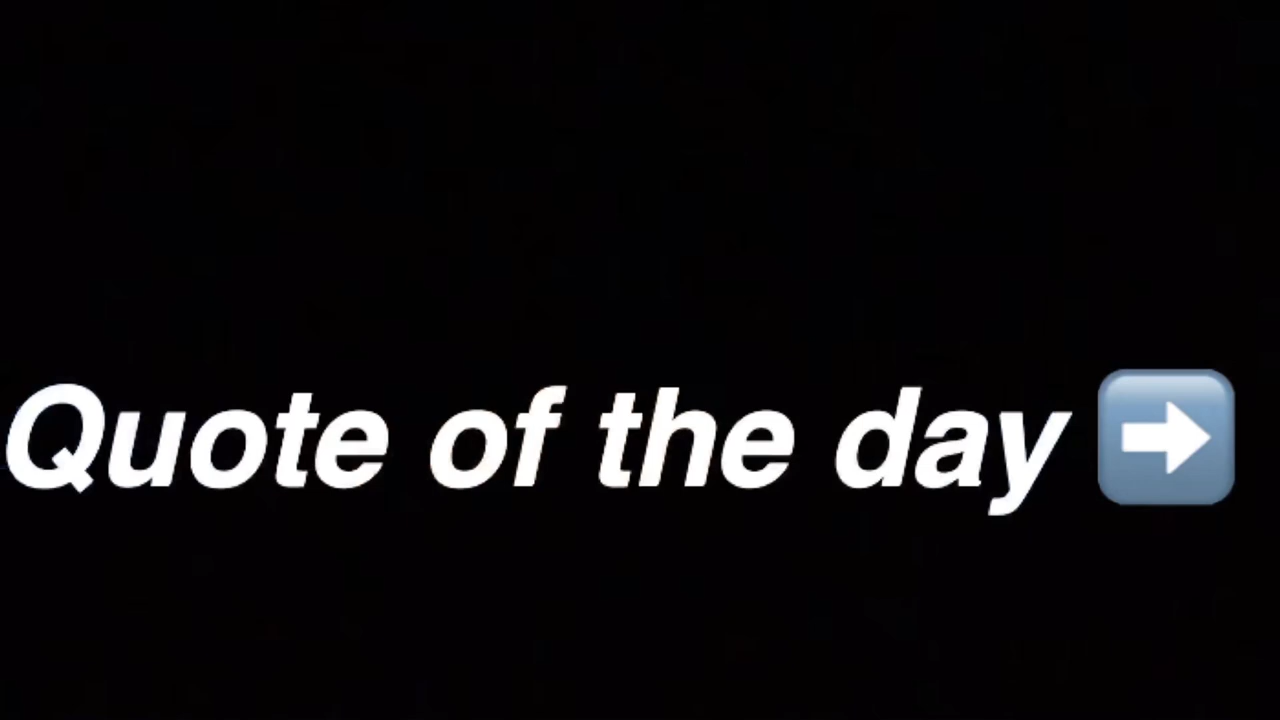 Quote of the day ➡️